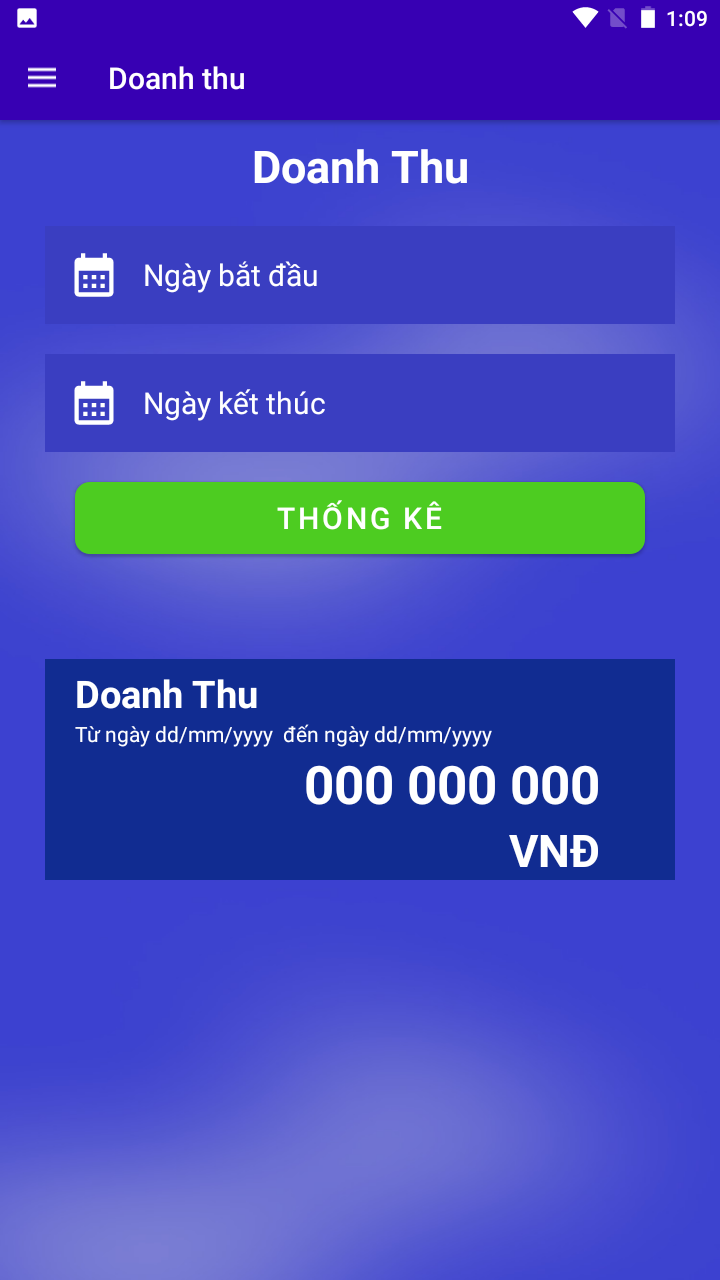 1:09
Doanh thu
Doanh Thu
Ngày bắt đầu
Ngày kết thúc
THỐNG KÊ
Doanh Thu
Từ ngày dd/mm/yyyy  đến ngày dd/mm/yyyy
000 000 000
VNĐ